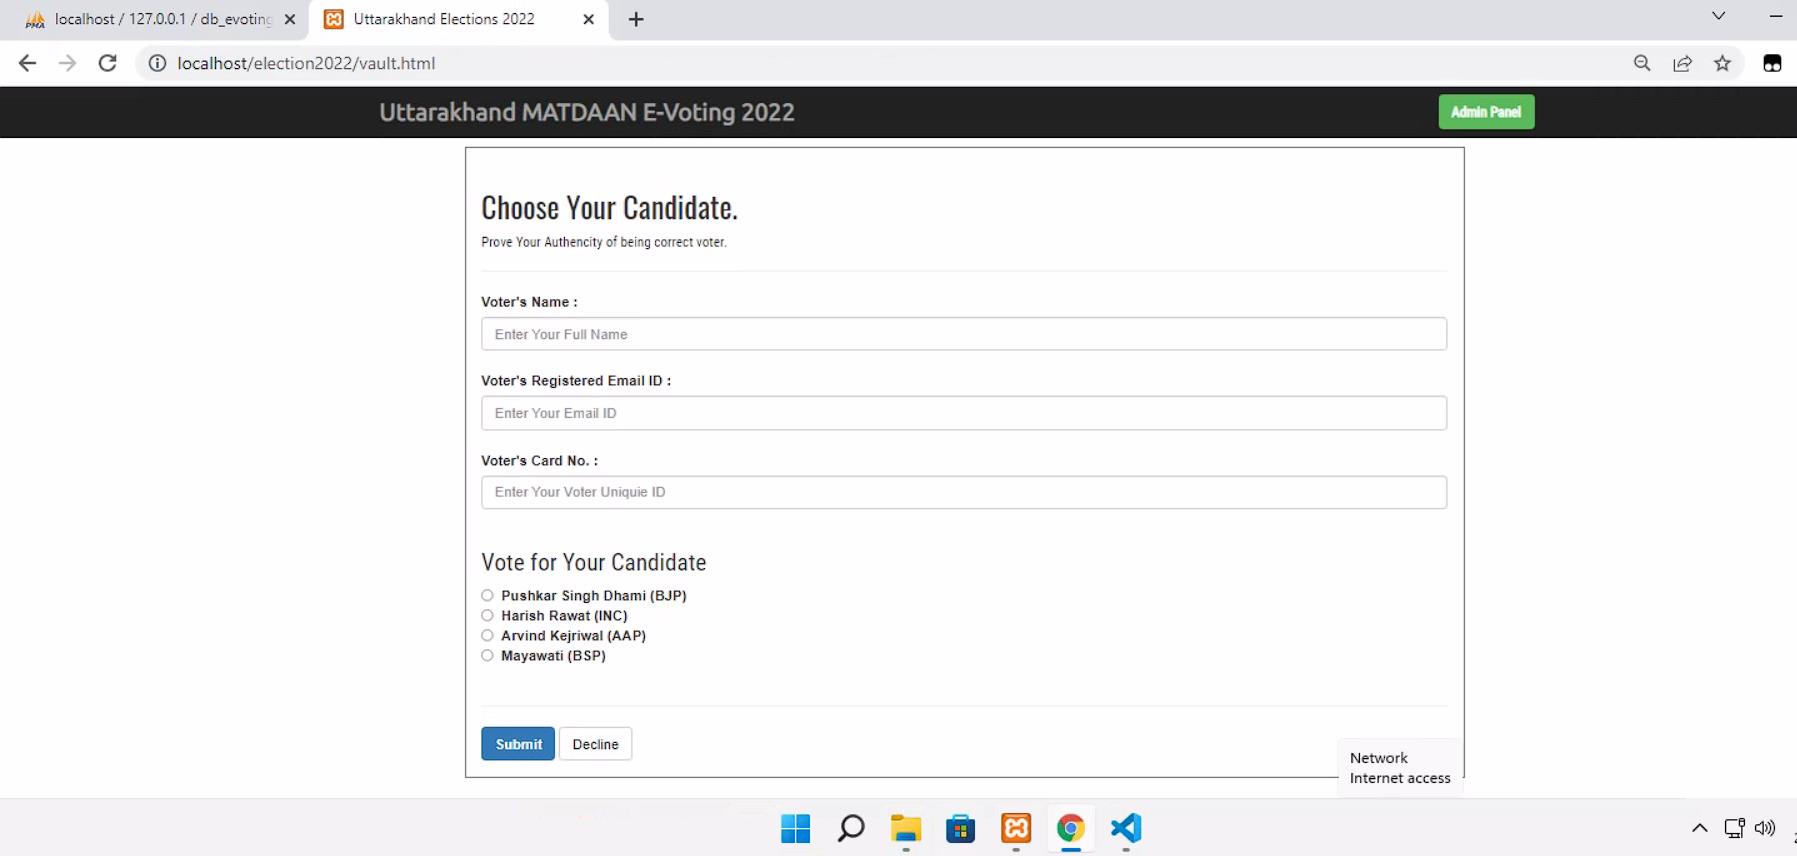 localhost / 127.0.0.1 / db_evoting
Uttarakhand Elections 2022
localhost/election2022/vault.html
Uttarakhand MATDAAN E-Voting 2022
Admin Panel
Choose Your Candidate.
Prove Your Authencity of being correct voter.
Voter's Name :
Enter Your Full Name
Voter's Registered Email ID :
Enter Your Email ID
Voter's Card No. :
Enter Your Voter Uniquie ID
Vote for Your Candidate
Pushkar Singh Dhami (BJP)
Harish Rawat (INC)
Arvind Kejriwal (AAP)
Mayawati (BSP)
Submit Decline
Network
Internet access